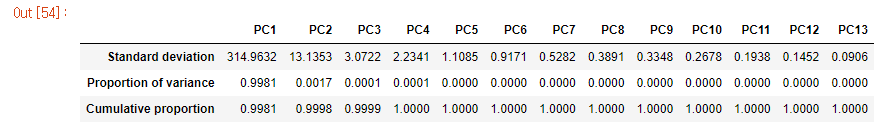 Out [54]:
PC1 PC2 PC3 PC4 PC5 PC6 PC7 PC8 PC9 PC10 PC11 PC12 PC13
Standard deviation 314.9632 13.1353 3.0722 2.2341 1.1085 0.9171 0.5282 0.3891 0.3348 0.2678 0.1938 0.1452 0.0906
Proportion of variance 0.9981 0.0017 0.0001 0.0001 0.0000 0.0000 0.0000 0.0000 0.0000 0.0000 0.0000 0.0000 0.0000
Cumulative proportion 0.9981 0.9998 0.9999 1.0000 1.0000 1.0000 1.0000 1.0000 1.0000 1.0000 1.0000 1.0000 1.0000